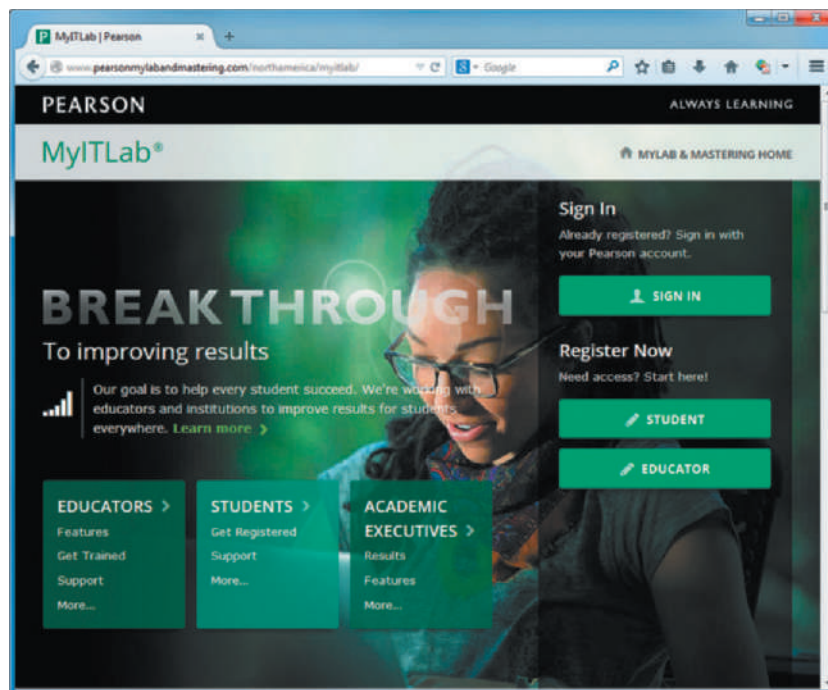 MyITLab | Pearson
www.pearsonmylabandmastering.com/northamerica/myitlab/
Google
PEARSON
ALWAYS LEARNING
MyITLab®
MYLAB & MASTERING HOME
BREAKTHROUGH
To improving results
Our goal is to help every student succeed. We're working with
educators and institutions to improve results for students
everywhere. Learn more >
Sign In
Already registered? Sign in with
your Pearson account.
SIGN IN
Register Now
Need access? Start here!
STUDENT
EDUCATOR
EDUCATORS >
Features
Get Trained
Support
More...
STUDENTS >
Get Registered
Support
More...
ACADEMIC
EXECUTIVES >
Results
Features
More...